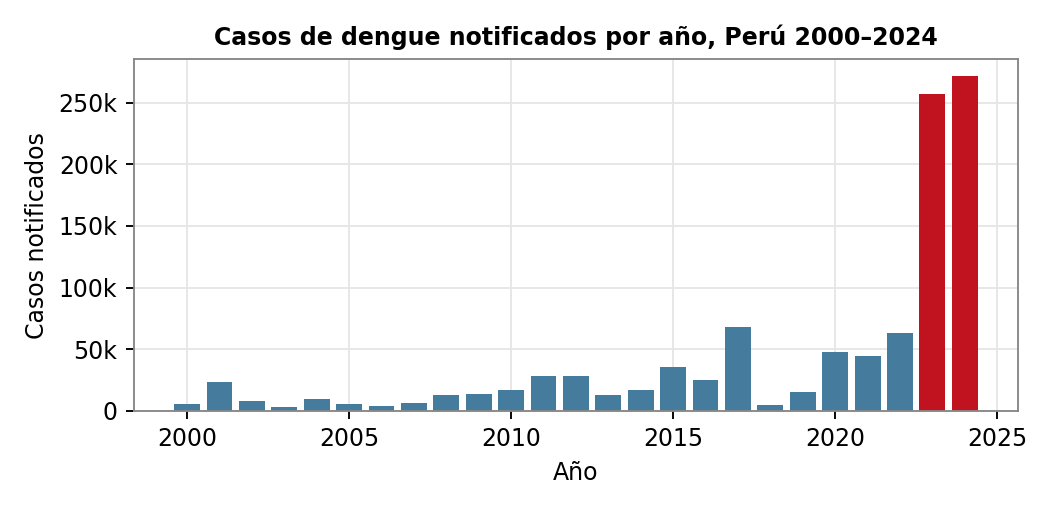 Casos de dengue notificados por año, Perú 2000–2024
Casos notificados
250k
200k
150k
100k
50k
0
2000 2005 2010 2015 2020 2025
Año